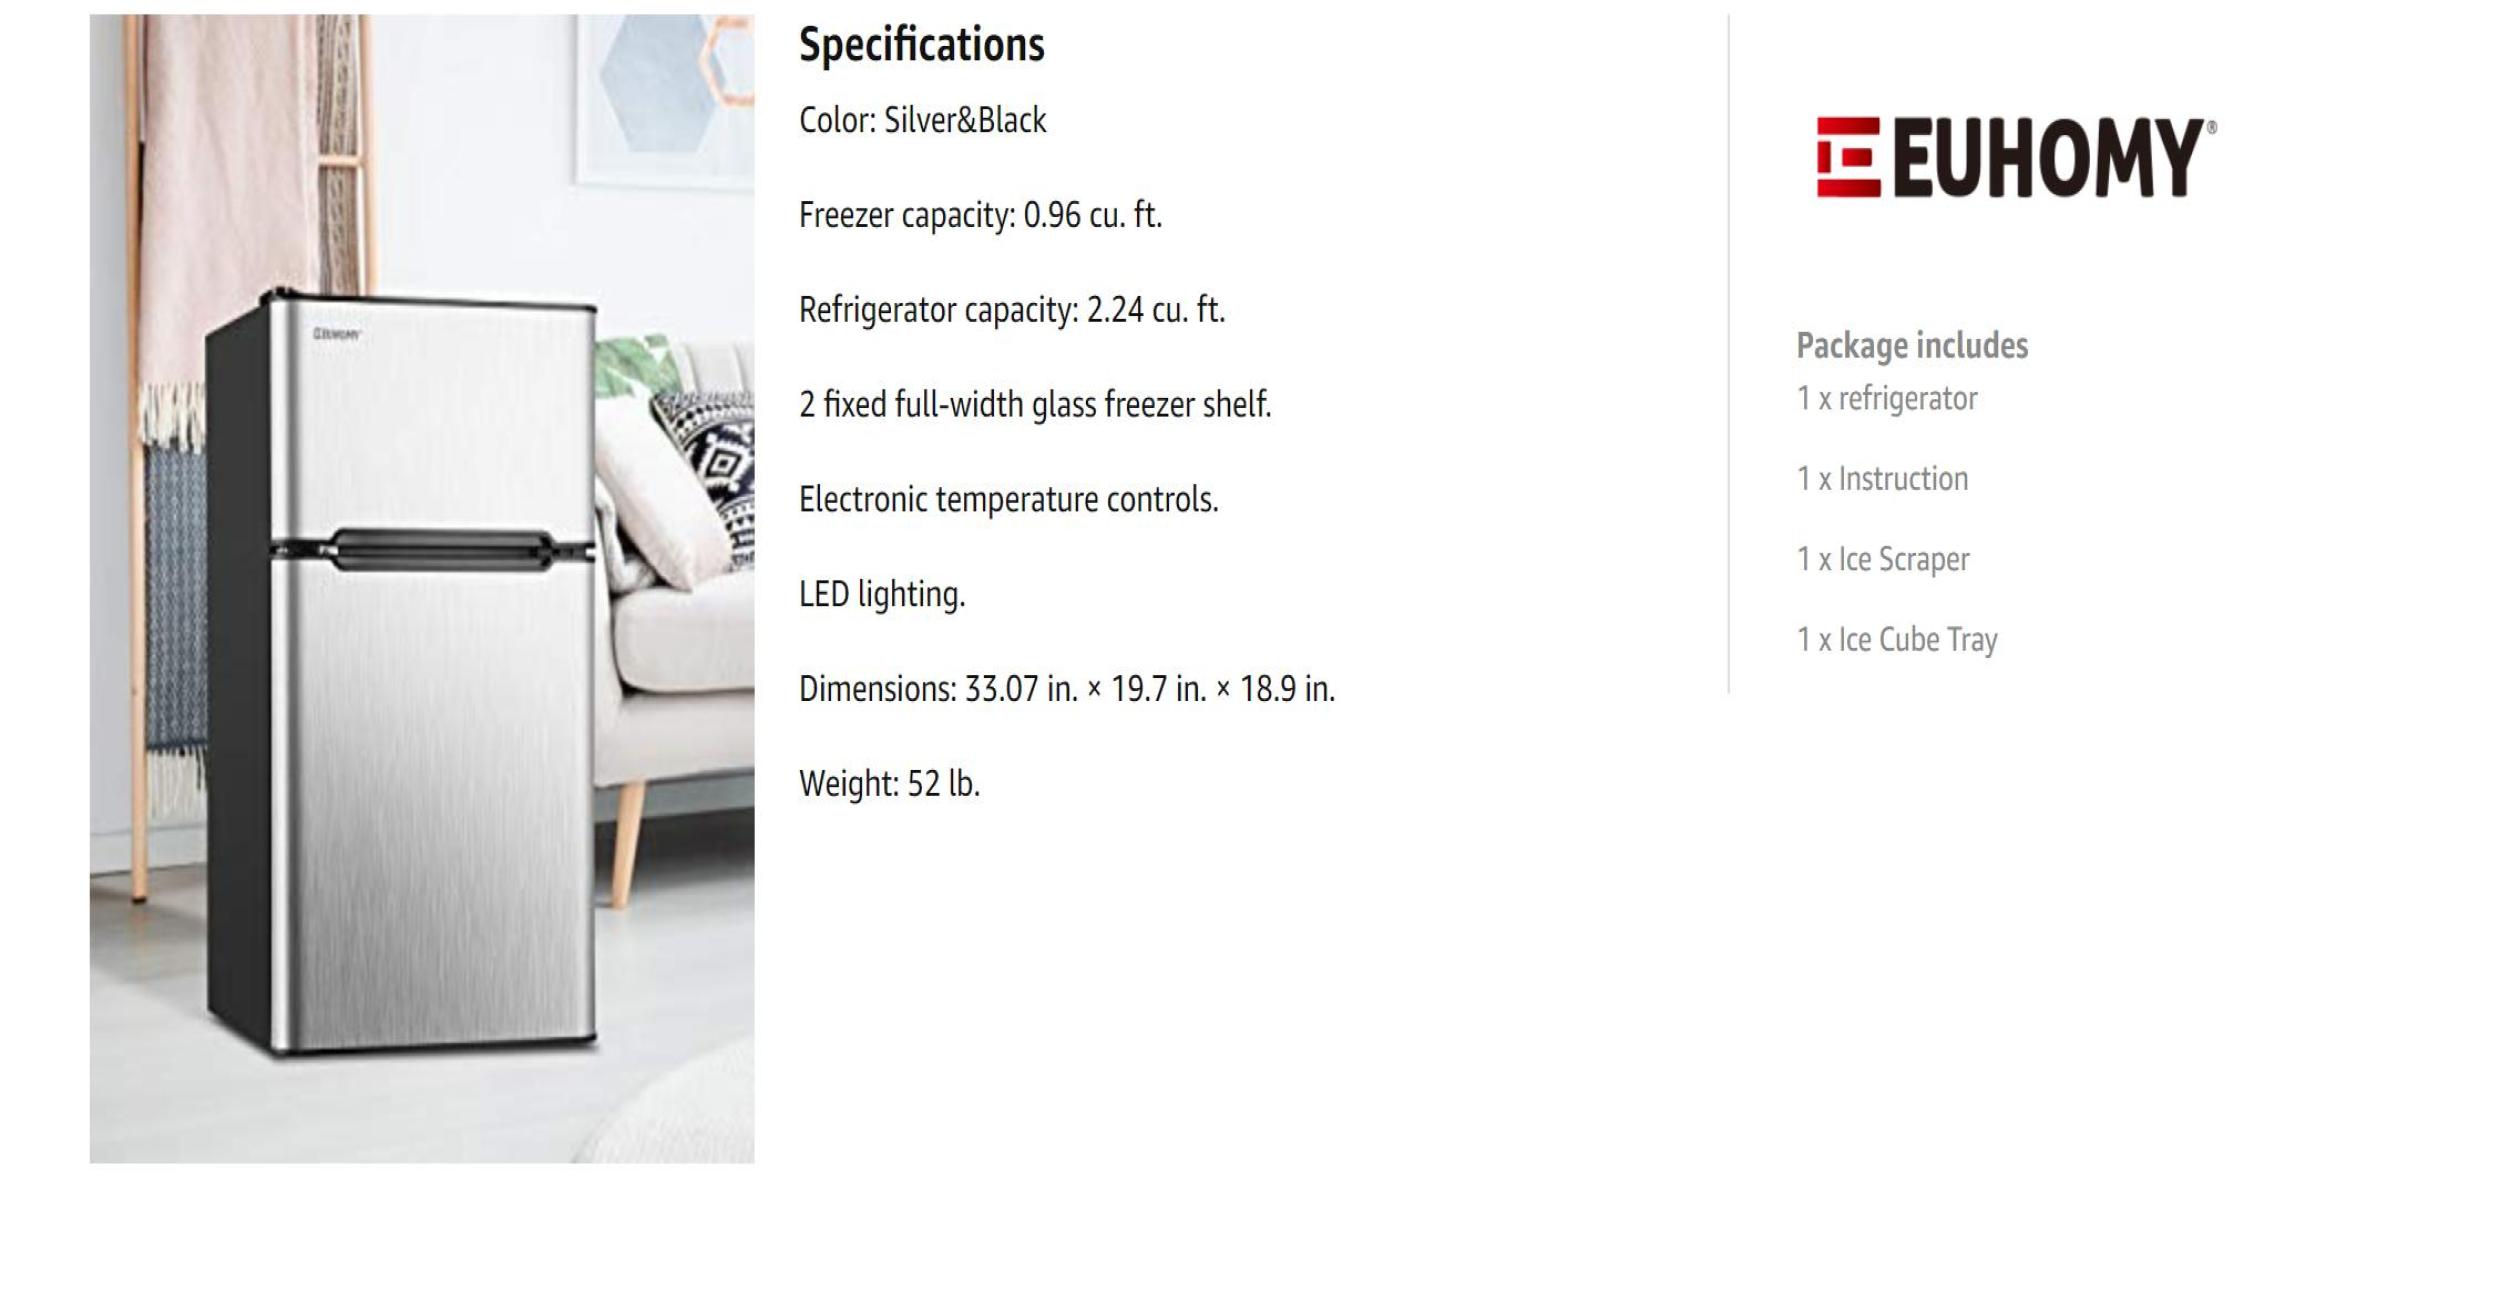 EUHOMY
Specifications
Color: Silver&Black
Freezer capacity: 0.96 cu. ft.
Refrigerator capacity: 2.24 cu. ft.
2 fixed full-width glass freezer shelf.
Electronic temperature controls.
LED lighting.
Dimensions: 33.07 in. × 19.7 in. × 18.9 in.
Weight: 52 lb.
EUHOMY®
Package includes
1 x refrigerator
1 x Instruction
1 x Ice Scraper
1 x Ice Cube Tray